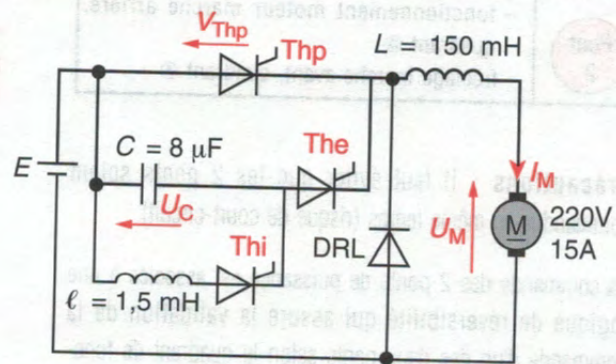 V_Thp
Thp
L = 150 mH
C = 8 µF
The
E
I_M
U_C
U_M
M
220V
15A
Thi
DRL
ℓ = 1,5 mH